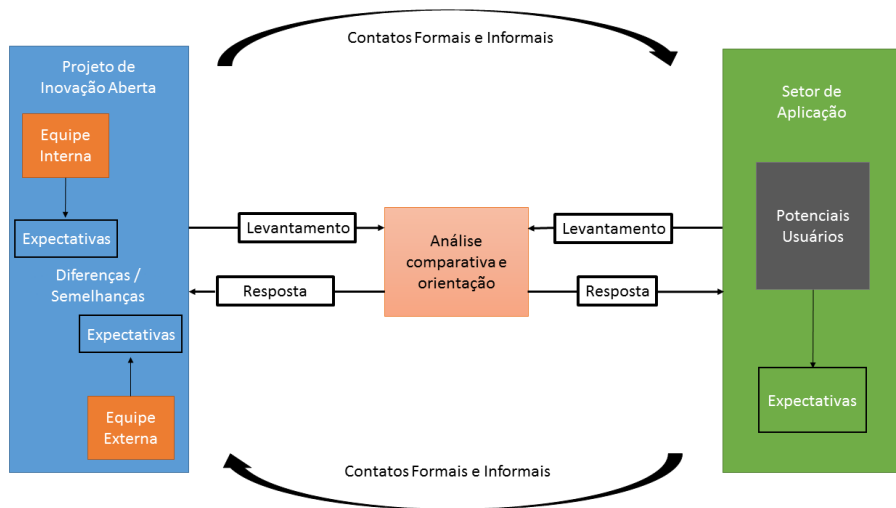 Contatos Formais e Informais
Projeto de
Inovação Aberta
Equipe
Interna
Expectativas
Diferenças /
Semelhanças
Expectativas
Equipe
Externa
Levantamento
Resposta
Análise
comparativa e
orientação
Levantamento
Resposta
Setor de
Aplicação
Potenciais
Usuários
Expectativas
Contatos Formais e Informais